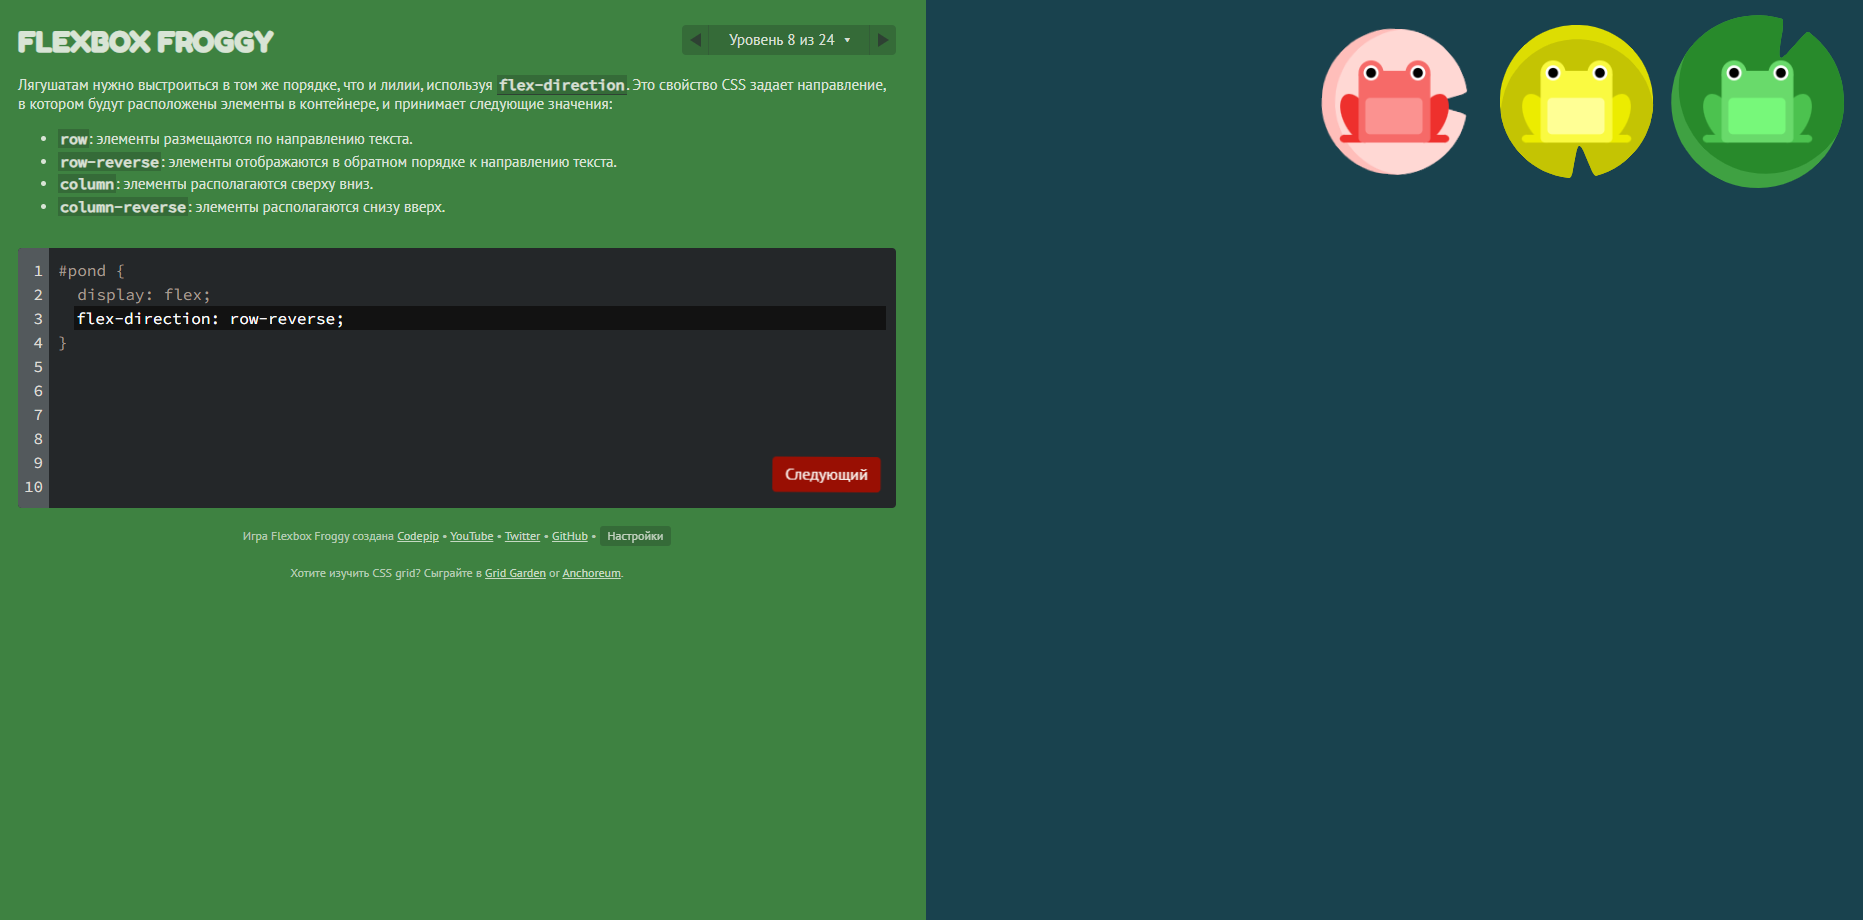 FLEXBOX FROGGY
Уровень 8 из 24
Лягушатам нужно выстроиться в том же порядке, что и лилии, используя flex-direction. Это свойство CSS задает направление,
в котором будут расположены элементы в контейнере, и принимает следующие значения:
• row: элементы размещаются по направлению текста.
• row-reverse: элементы отображаются в обратном порядке к направлению текста.
• column: элементы располагаются сверху вниз.
• column-reverse: элементы располагаются снизу вверх.
1 #pond {
2 display: flex;
3 flex-direction: row-reverse;
4 }
5
6
7
8
9
10
Следующий
Игра Flexbox Froggy создана Codepip • YouTube • Twitter • GitHub • Настройки
Хотите изучить CSS grid? Сыграйте в Grid Garden or Anchoreum.